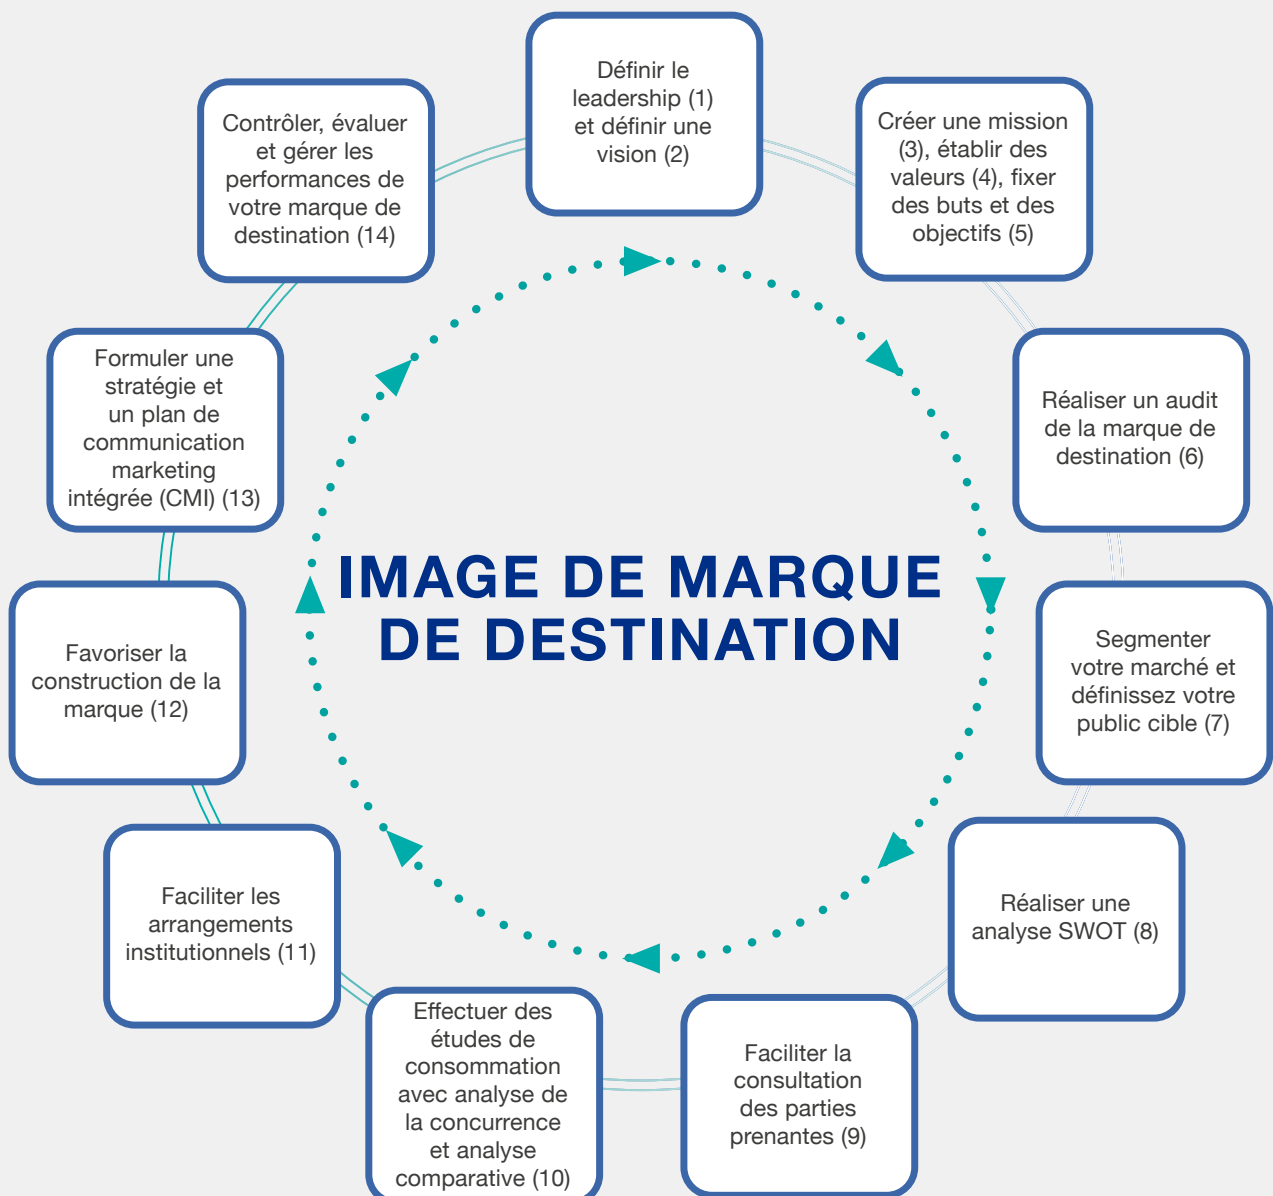 Définir le
leadership (1)
et définir une
vision (2)
Créer une mission
(3), établir des
valeurs (4), fixer
des buts et des
objectifs (5)
Réaliser un audit
de la marque de
destination (6)
Segmenter
votre marché et
définissez votre
public cible (7)
Réaliser une
analyse SWOT (8)
Faciliter la
consultation
des parties
prenantes (9)
Effectuer des
études de
consommation
avec analyse de
la concurrence
et analyse
comparative (10)
Faciliter les
arrangements
institutionnels (11)
Favoriser la
construction de la
marque (12)
Formuler une
stratégie et
un plan de
communication
marketing
intégrée (CMI) (13)
Contrôler, évaluer
et gérer les
performances de
votre marque de
destination (14)
IMAGE DE MARQUE
DE DESTINATION